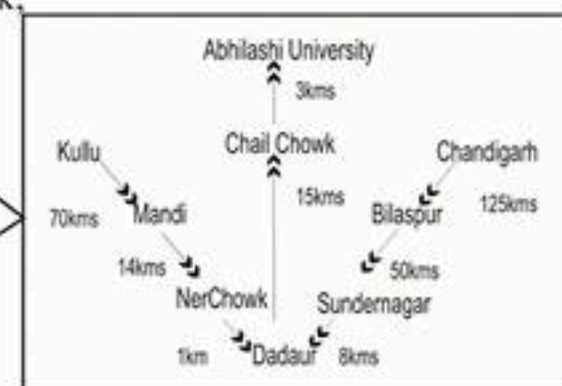 Abhilashi University
3kms
Chail Chowk
Kullu
Chandigarh
15kms
125kms
70kms
Mandi
Bilaspur
14kms
50kms
NerChowk
Sundernagar
1km
Dadaur
8kms